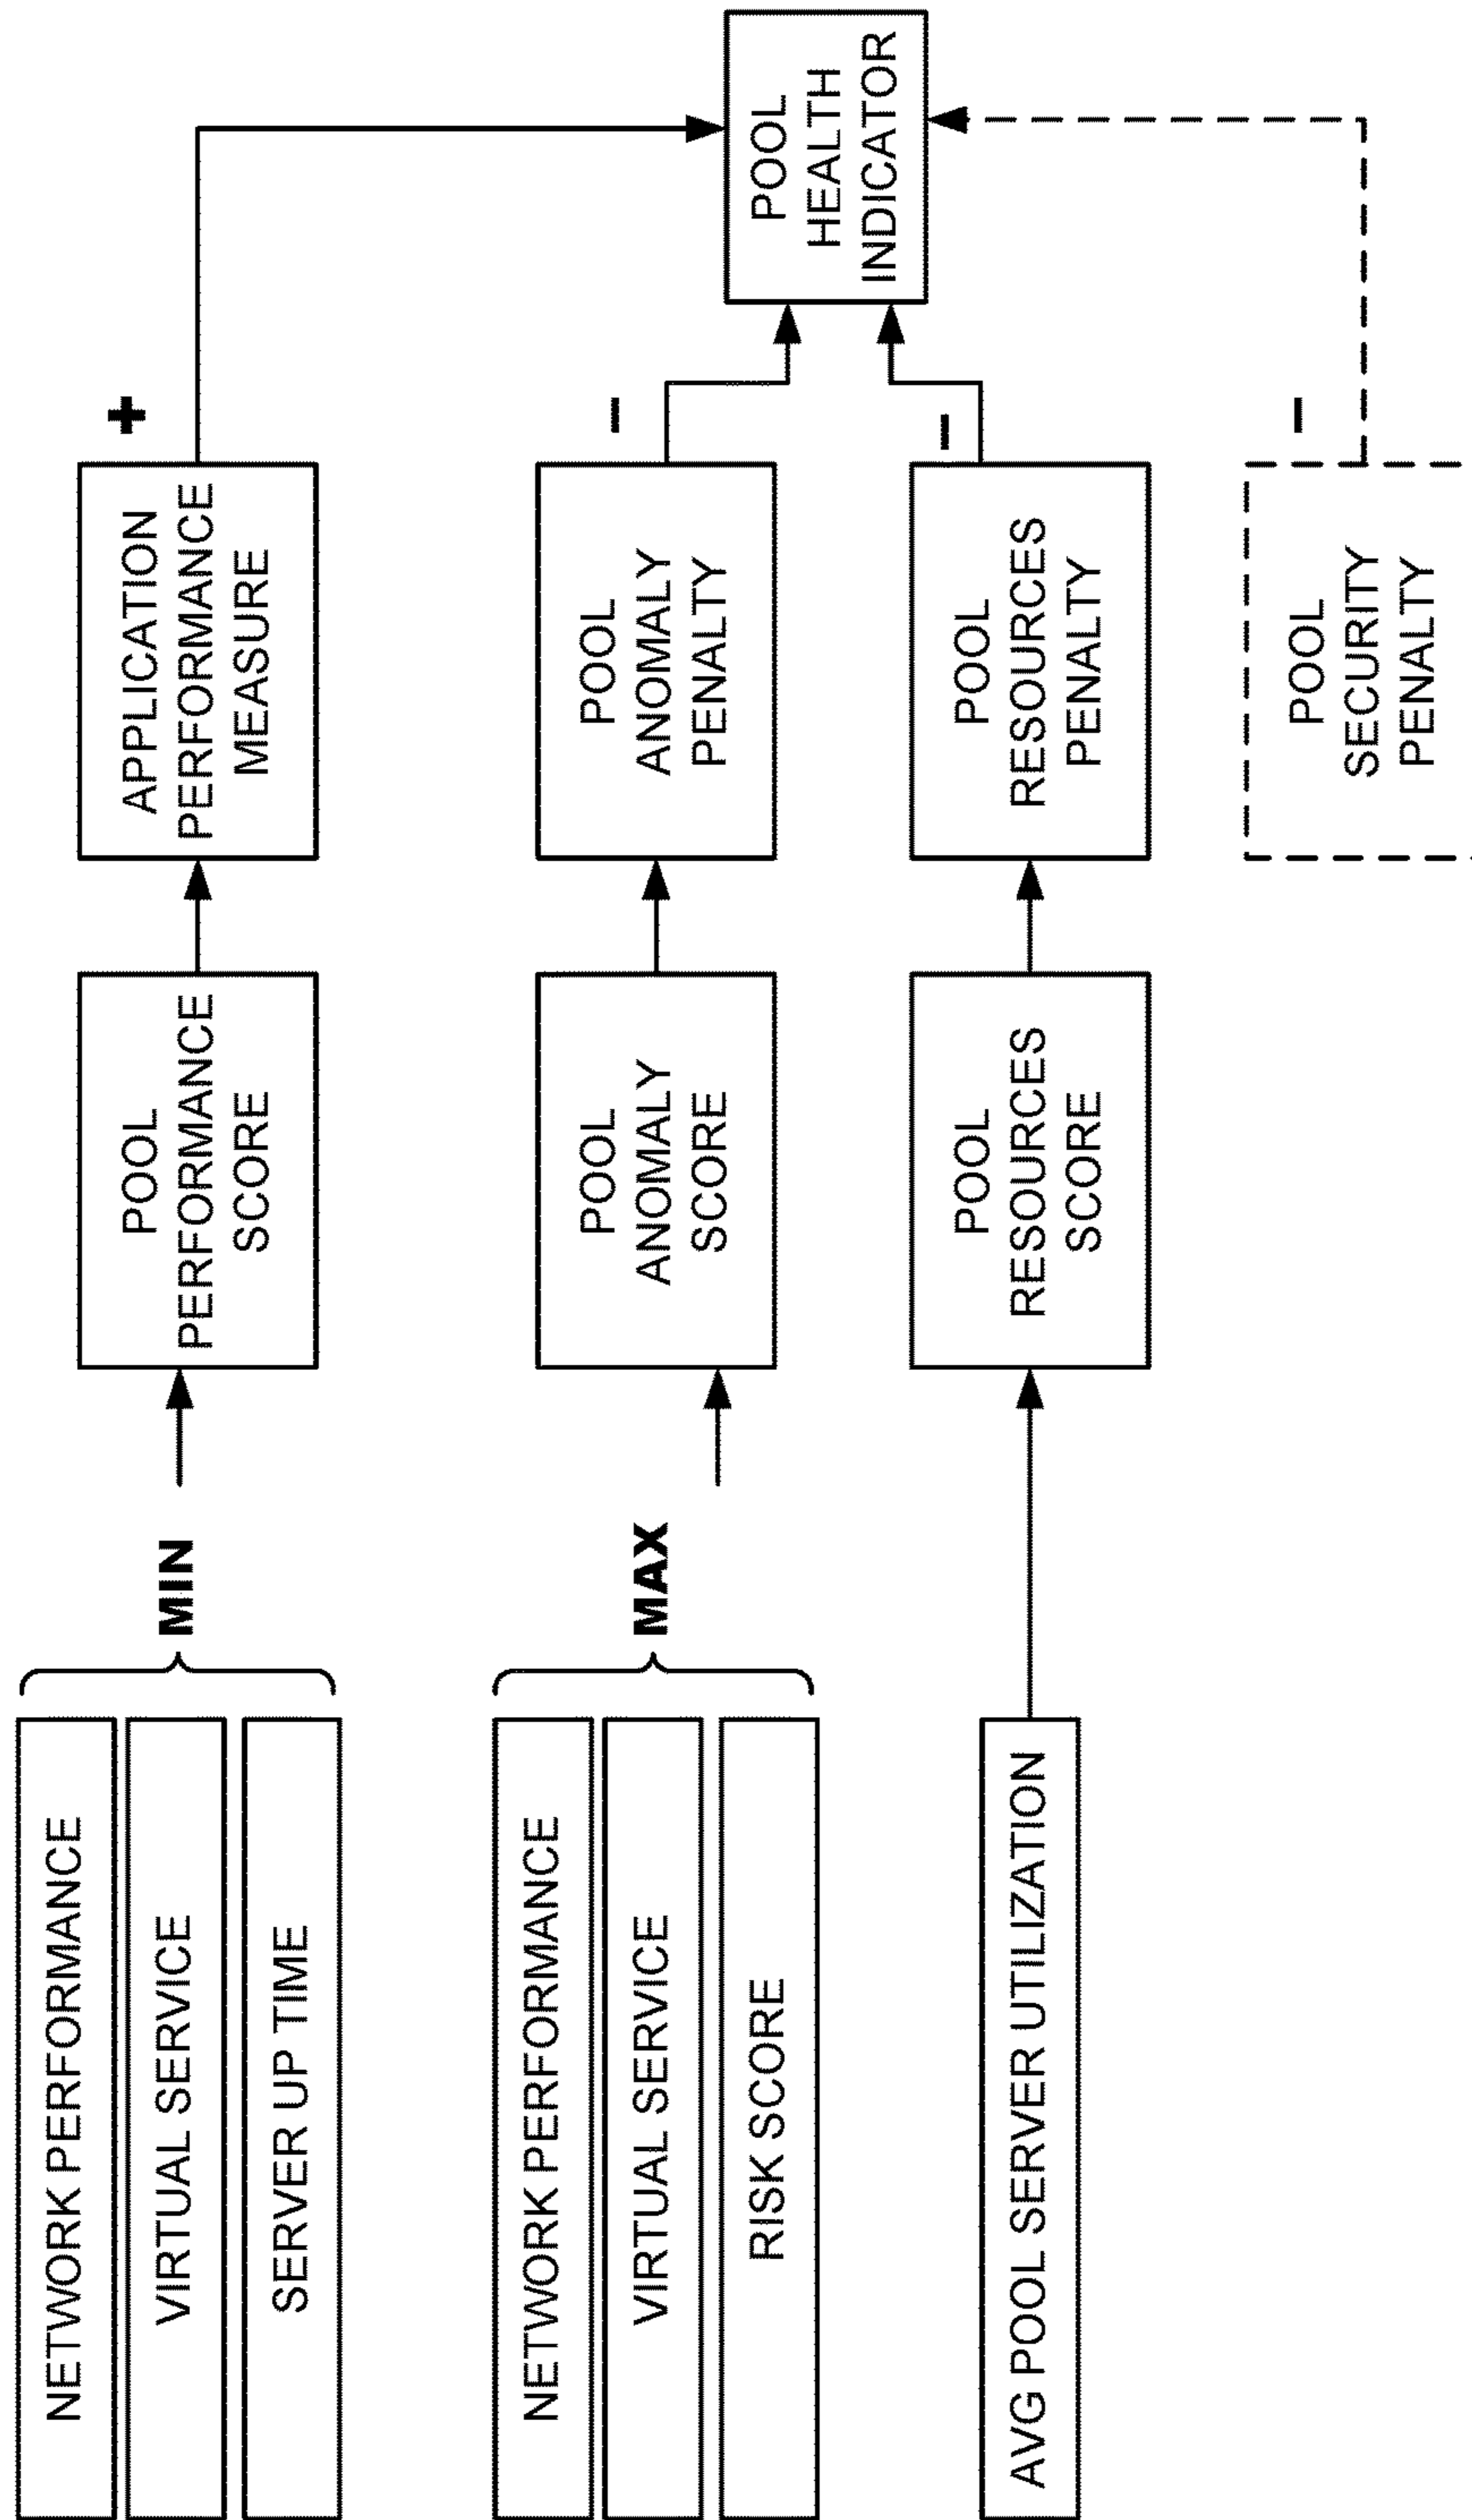 NETWORK PERFORMANCE
VIRTUAL SERVICE
SERVER UP TIME
MIN
POOL
PERFORMANCE
SCORE
APPLICATION
PERFORMANCE
MEASURE
+
NETWORK PERFORMANCE
VIRTUAL SERVICE
RISK SCORE
MAX
POOL
ANOMALY
SCORE
POOL
ANOMALY
PENALTY
–
AVG POOL SERVER UTILIZATION
POOL
RESOURCES
SCORE
POOL
RESOURCES
PENALTY
–
POOL
SECURITY
PENALTY
–
POOL
HEALTH
INDICATOR